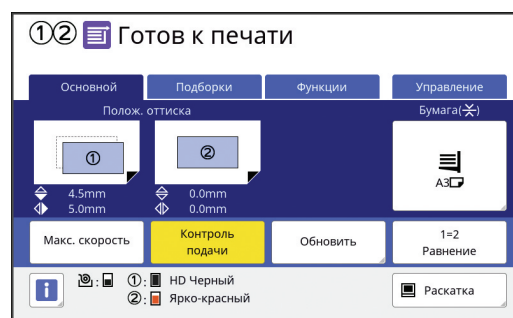 ①② Готов к печати
Основной Подборки Функции Управление
Полож. оттиска Бумага( )
① ②
A3
4.5mm 0.0mm
5.0mm 0.0mm
Макс. скорость Контроль подачи Обновить 1=2 Равнение
①: HD Черный
②: Ярко-красный
Раскатка